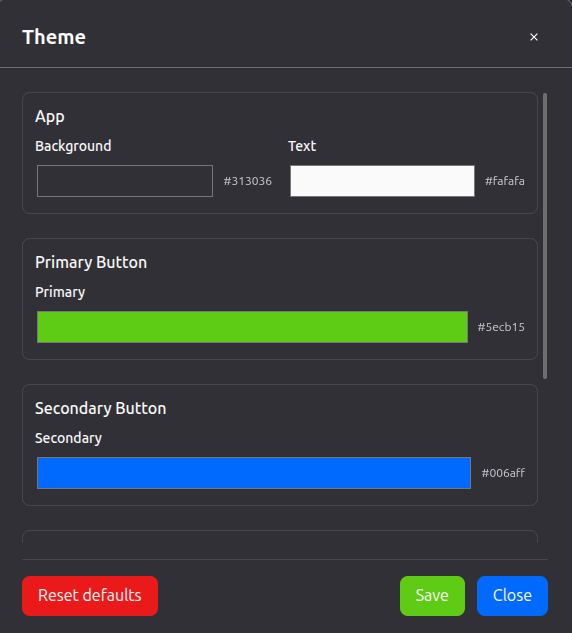 Theme ×
App
Background Text
#313036 #fafafa
Primary Button
Primary
#5ecb15
Secondary Button
Secondary
#006aff
Reset defaults Save Close